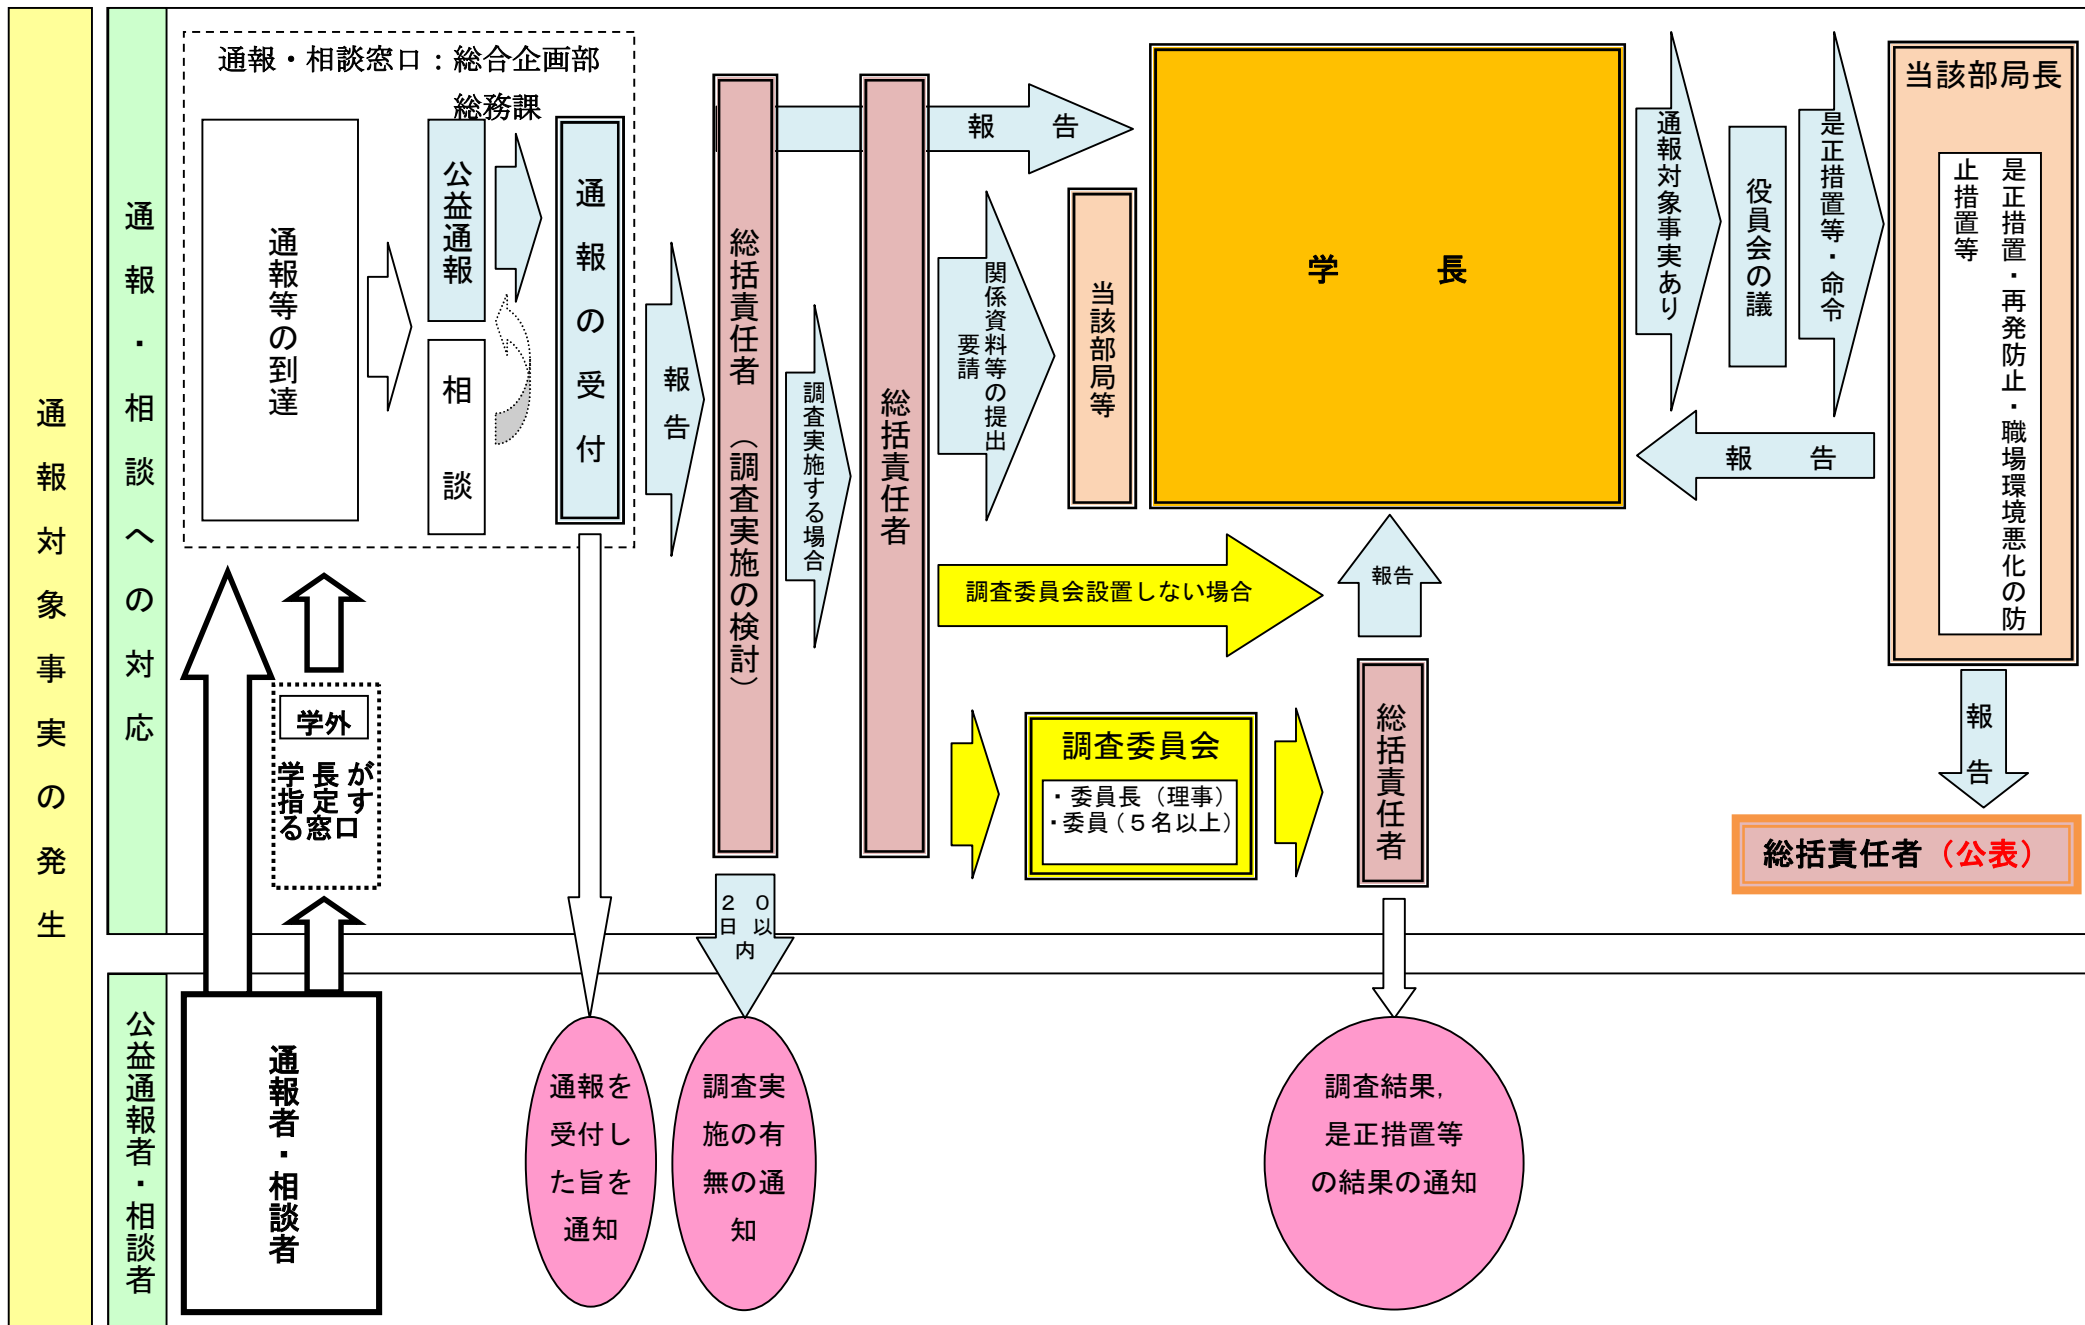 通報対象事実の発生
通報・相談への対応
通報・相談窓口：総合企画部
総務課
通報等の到達
公益通報
相談
通報の受付
報告
総括責任者（調査実施の検討）
調査実施する場合
総括責任者
報告
関係資料等の提出
要請
当該部局等
学長
通報対象事実あり
役員会の議
是正措置等・命令
当該部局長
是正措置・再発防止・職場環境悪化の防
止措置等
報告
調査委員会設置しない場合
報告
調査委員会
・委員長（理事）
・委員（５名以上）
総括責任者
報告
総括責任者（公表）
学外
学長が
指定す
る窓口
２０
日以
内
公益通報者・相談者
通報者・相談者
通報を
受付し
た旨を
通知
調査実
施の有
無の通
知
調査結果，
是正措置等
の結果の通知